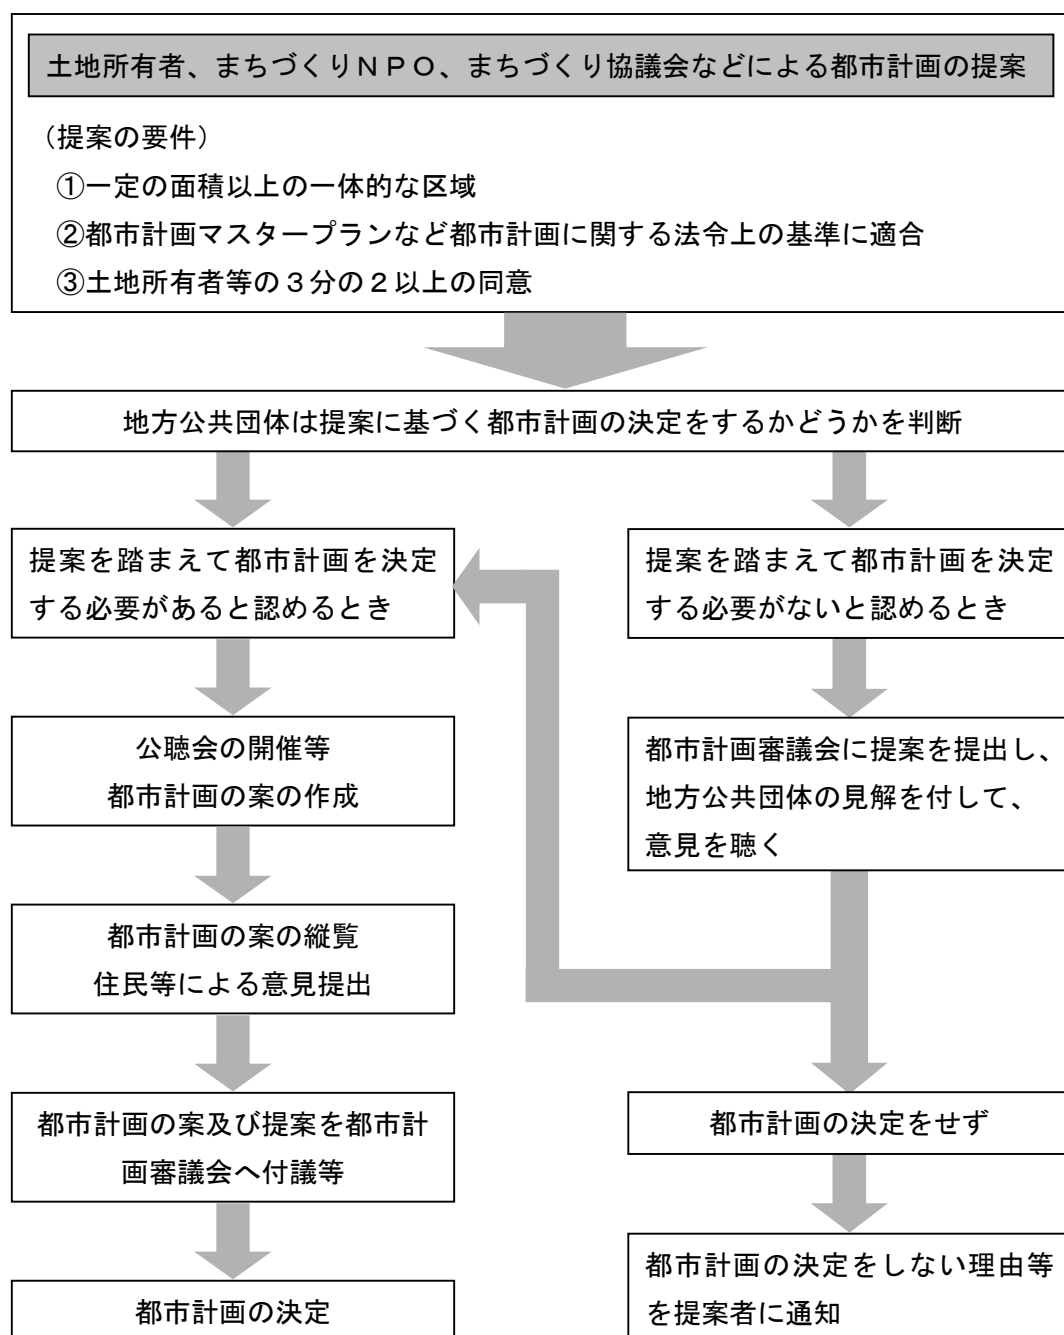 土地所有者、まちづくりＮＰＯ、まちづくり協議会などによる都市計画の提案
（提案の要件）
①一定の面積以上の一体的な区域
②都市計画マスタープランなど都市計画に関する法令上の基準に適合
③土地所有者等の３分の２以上の同意
地方公共団体は提案に基づく都市計画の決定をするかどうかを判断
提案を踏まえて都市計画を決定
する必要があると認めるとき
公聴会の開催等
都市計画の案の作成
都市計画の案の縦覧
住民等による意見提出
都市計画の案及び提案を都市計
画審議会へ付議等
都市計画の決定
提案を踏まえて都市計画を決定
する必要がないと認めるとき
都市計画審議会に提案を提出し、
地方公共団体の見解を付して、
意見を聴く
都市計画の決定をせず
都市計画の決定をしない理由等
を提案者に通知